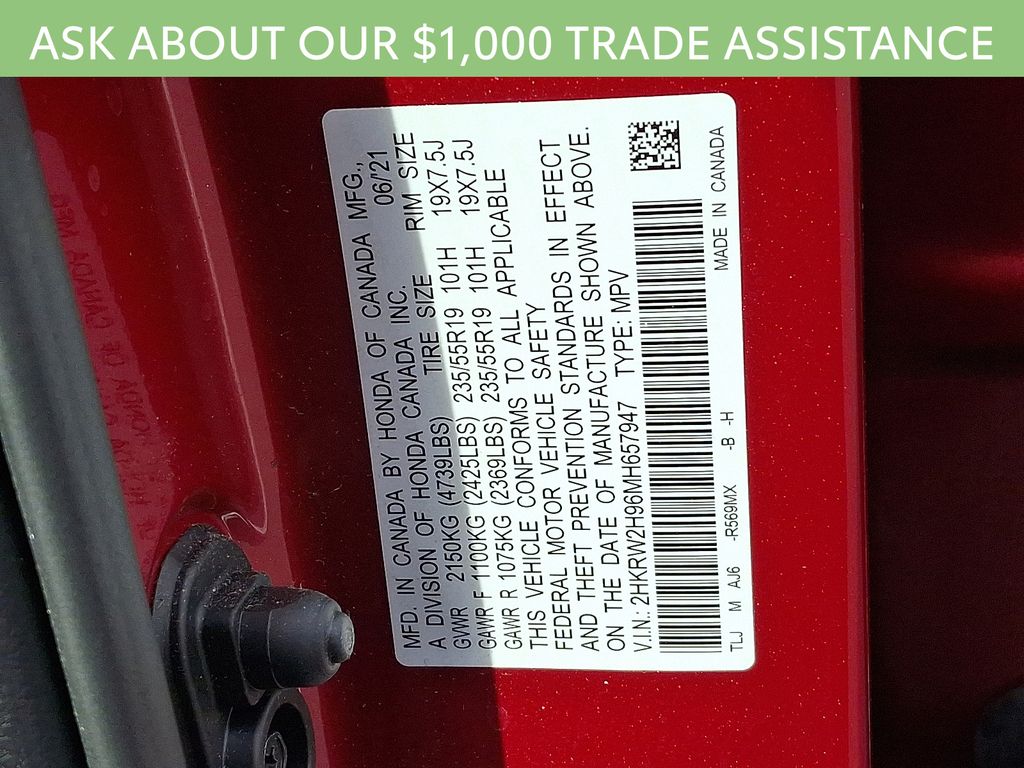 ASK ABOUT OUR $1,000 TRADE ASSISTANCE
MFD. IN CANADA BY HONDA OF CANADA MFG.,
A DIVISION OF HONDA CANADA INC. 06/'21
GVWR 2150KG (4739LBS) TIRE SIZE RIM SIZE
GAWR F 1100KG (2425LBS) 235/55R19 101H 19X7.5J
GAWR R 1075KG (2369LBS) 235/55R19 101H 19X7.5J
THIS VEHICLE CONFORMS TO ALL APPLICABLE
FEDERAL MOTOR VEHICLE SAFETY
AND THEFT PREVENTION STANDARDS IN EFFECT
ON THE DATE OF MANUFACTURE SHOWN ABOVE.
V.I.N.: 2HKRW2H96MH657947 TYPE: MPV
TLJ M AJ6 -R569MX -B -H MADE IN CANADA